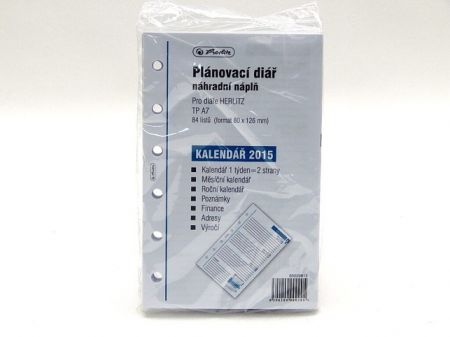 Herlitz
Plánovací diář
náhradní náplň
Pro diáře HERLITZ
TP A7
84 listů (formát 80 x 126 mm)
KALENDÁŘ 2015
Kalendář 1 týden = 2 strany
Měsíční kalendář
Roční kalendář
Poznámky
Finance
Adresy
Výročí